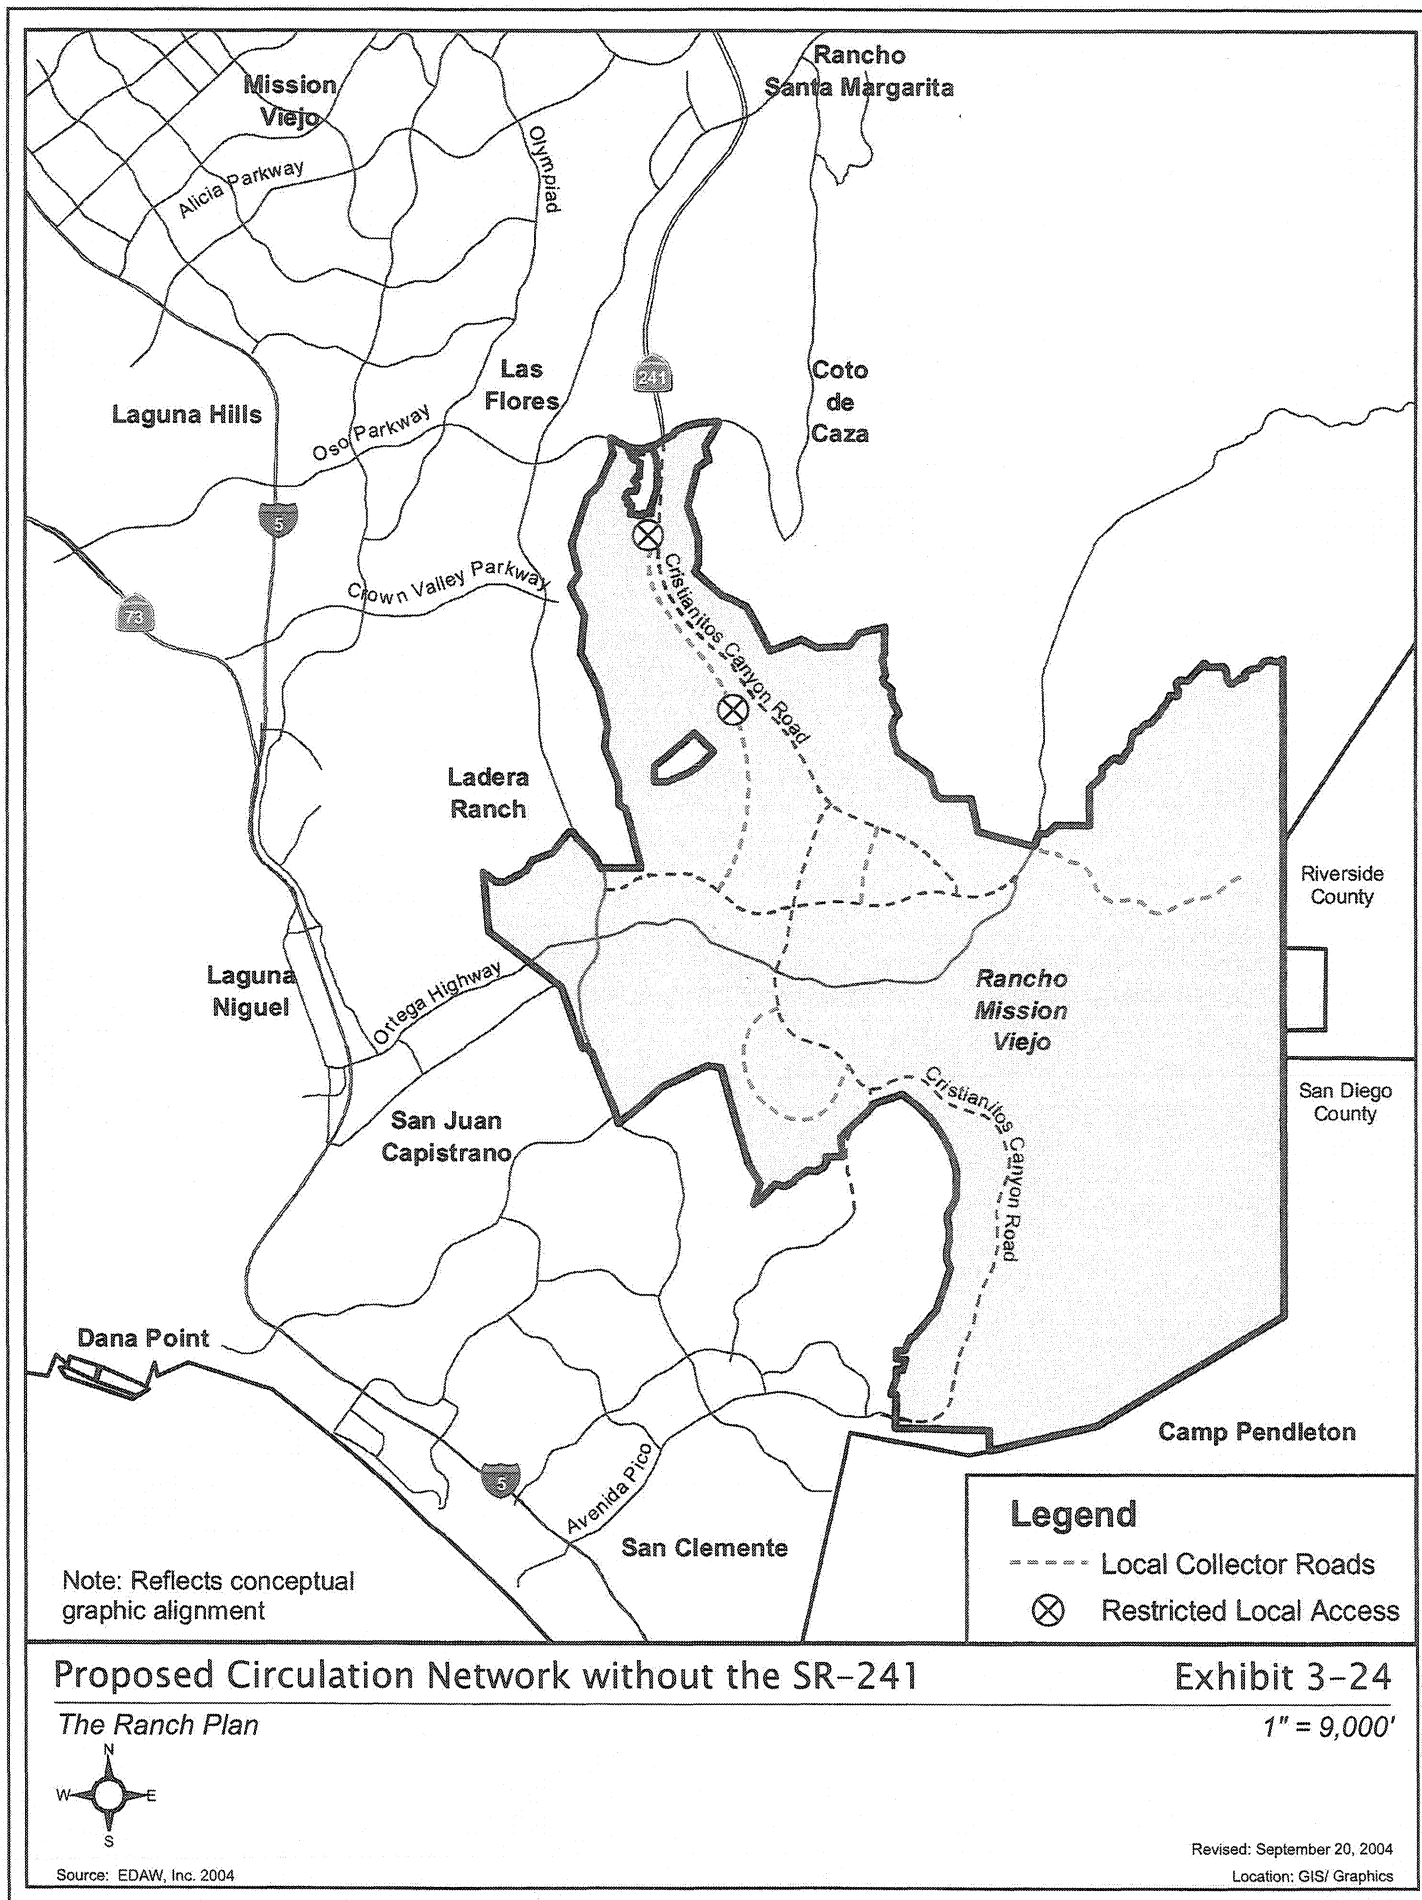 Rancho
Santa Margarita
Mission
Viejo
Olympiad
Alicia Parkway
Las
Flores
241
Coto
de
Caza
Laguna Hills
Oso Parkway
5
Cristianitos Canyon Road
Crown Valley Parkway
73
Ladera
Ranch
Riverside
County
Laguna
Niguel
Ortega Highway
Rancho
Mission
Viejo
San Diego
County
Cristianitos Canyon Road
San Juan
Capistrano
Dana Point
Camp Pendleton
5
Avenida Pico
San Clemente
Legend
Local Collector Roads
Restricted Local Access
Note: Reflects conceptual
graphic alignment
Proposed Circulation Network without the SR-241
Exhibit 3-24
The Ranch Plan
1" = 9,000'
N
W E
S
Revised: September 20, 2004
Source: EDAW, Inc. 2004
Location: GIS/ Graphics